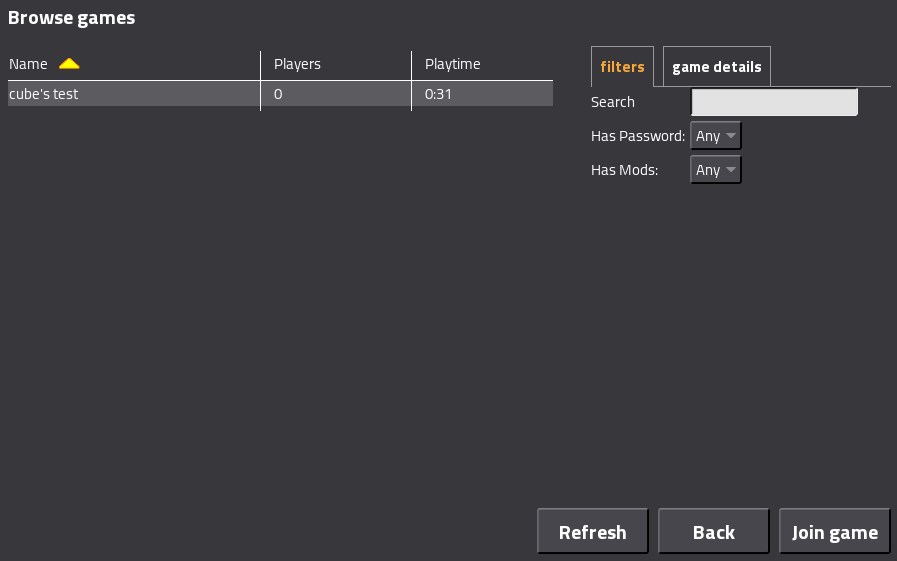 Browse games
Name Players Playtime
cube's test 0 0:31
filters game details
Search
Has Password: Any
Has Mods: Any
Refresh Back Join game